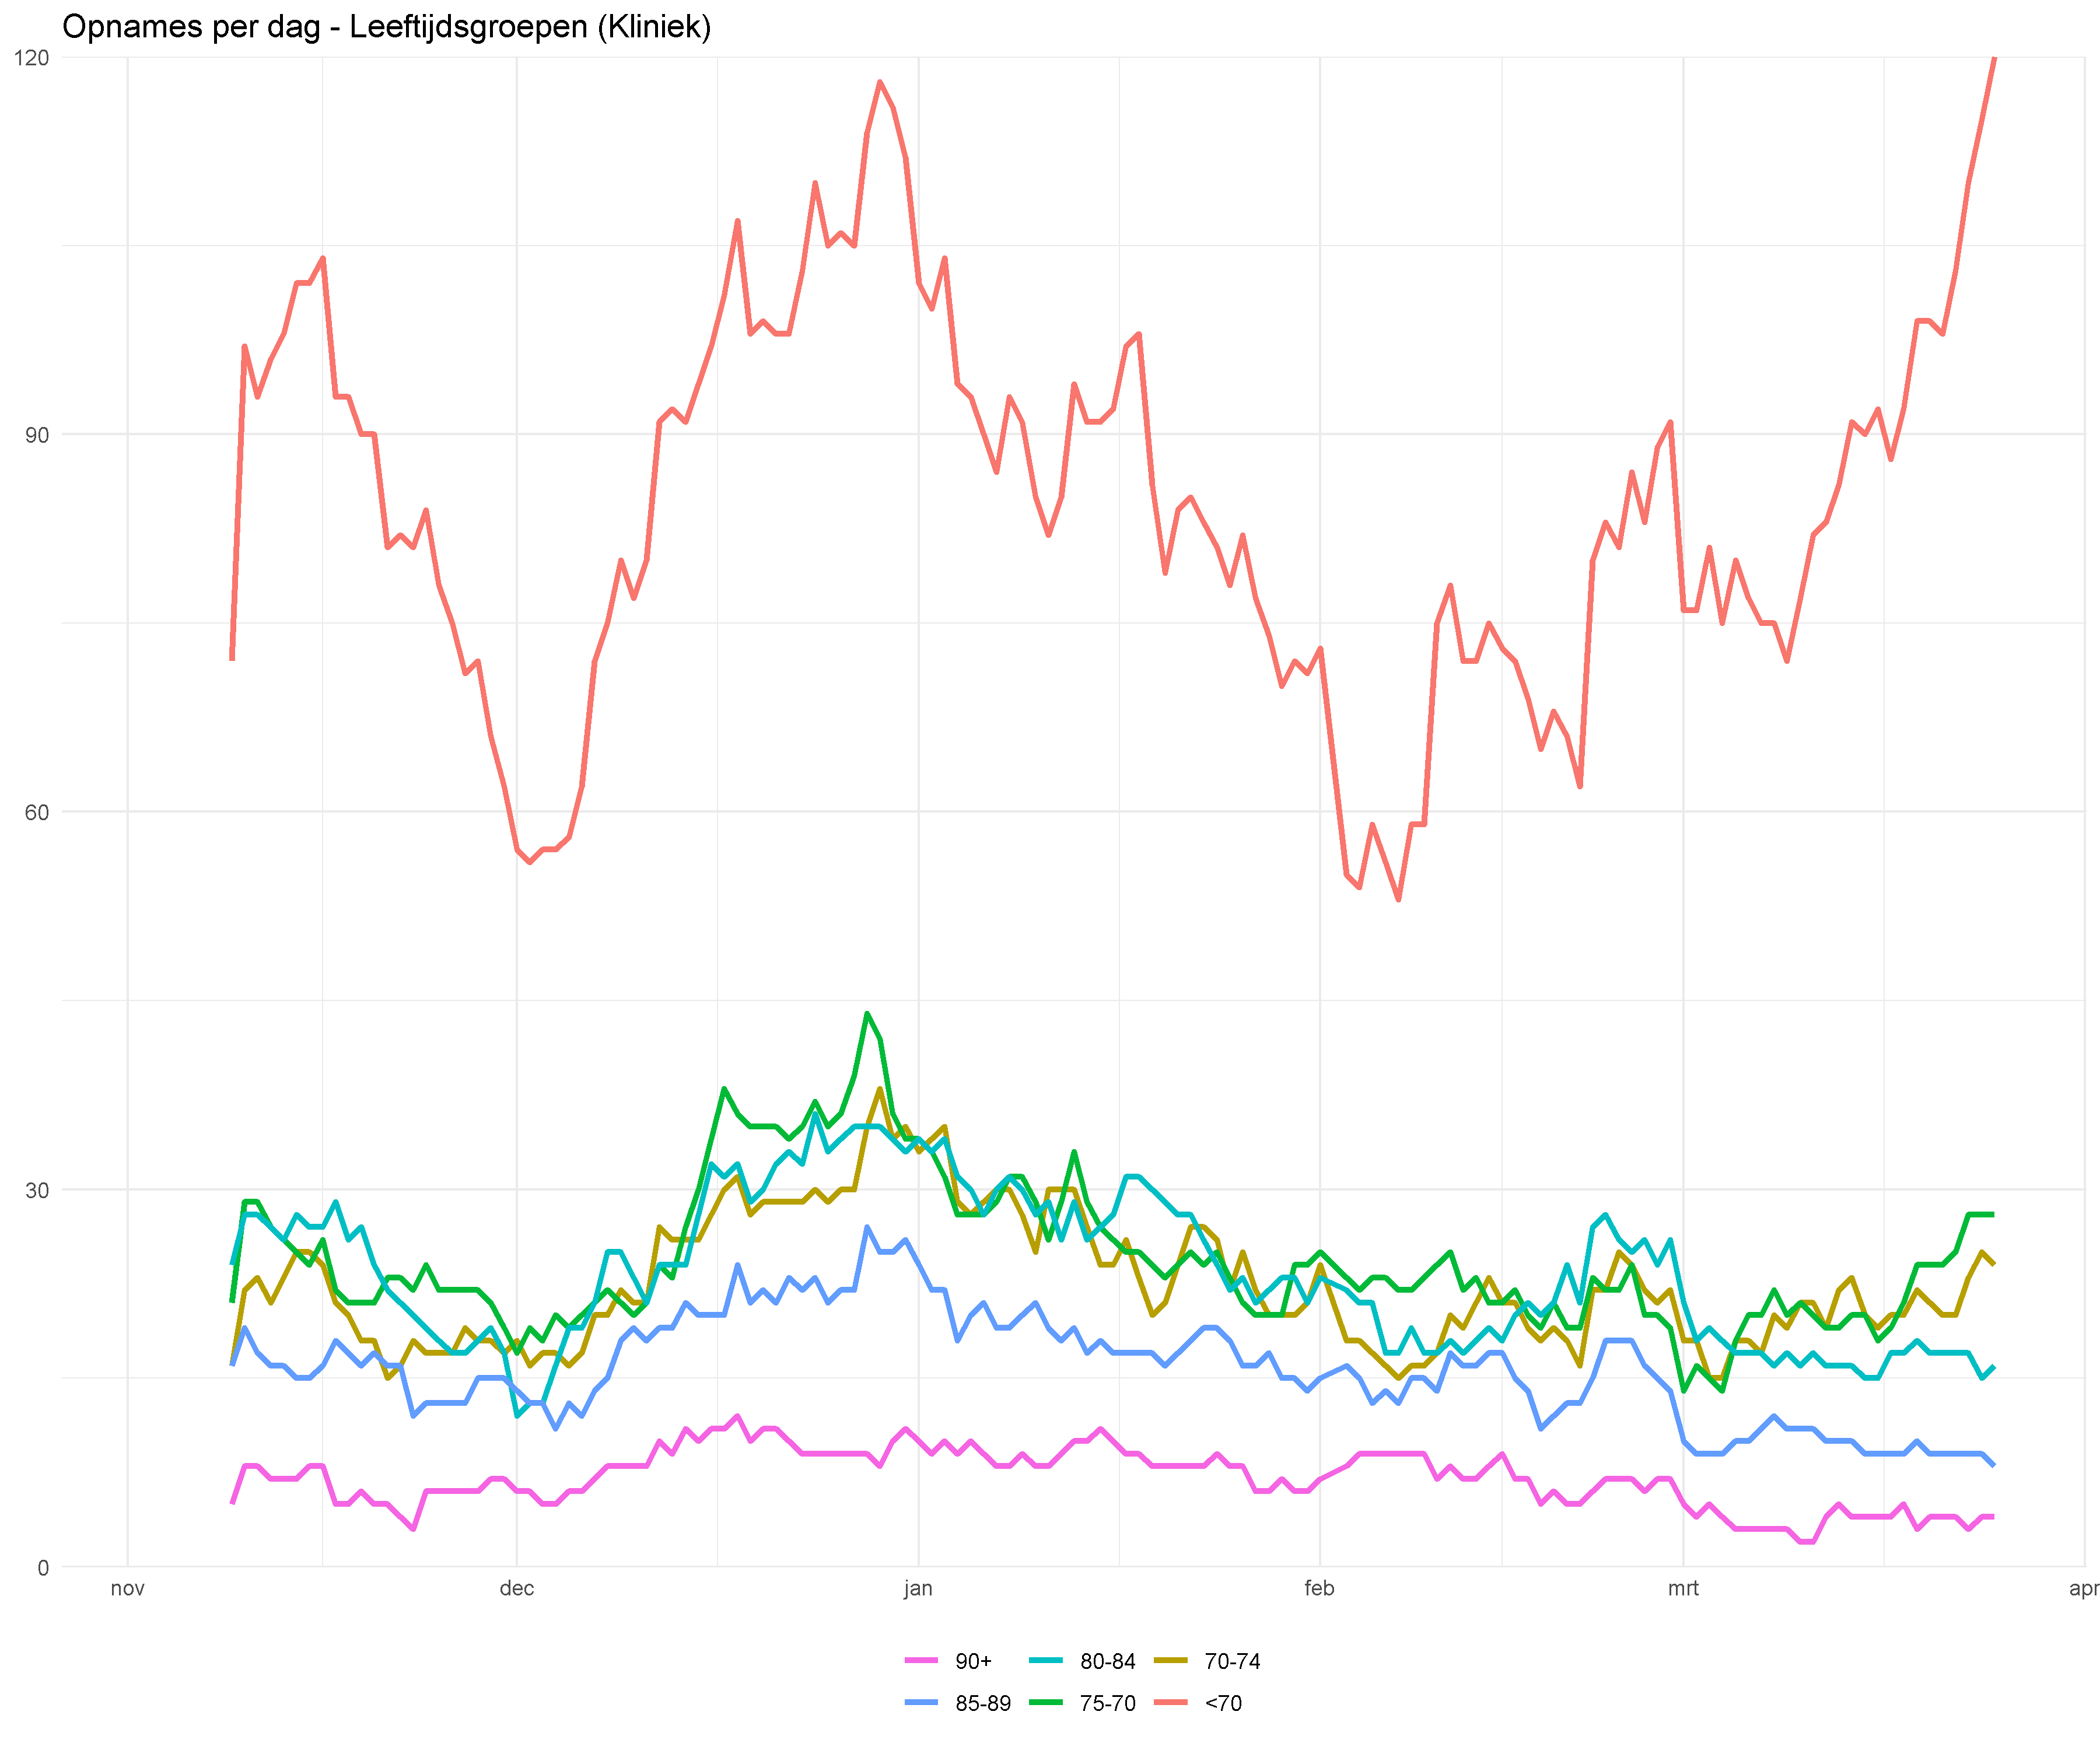 Opnames per dag - Leeftijdsgroepen (Kliniek)
120
90
60
30
0
nov dec jan feb mrt apr
90+ 80-84 70-74
85-89 75-70 <70